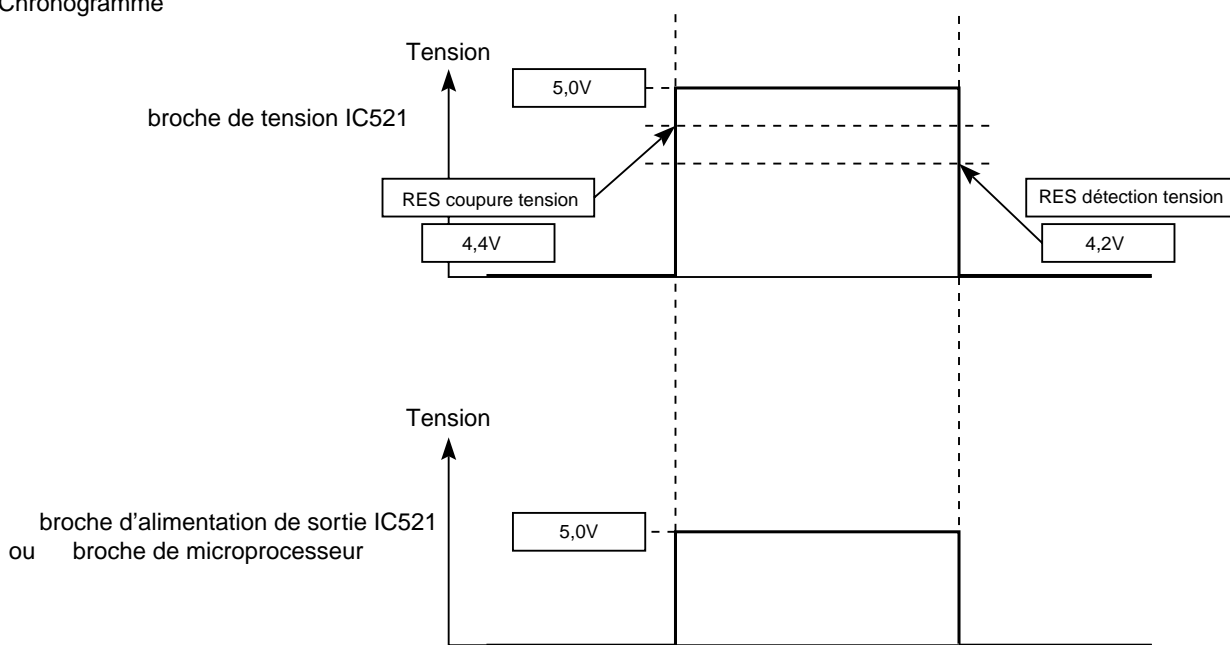 Chronogramme
Tension
5,0V
broche de tension IC521
RES coupure tension
RES détection tension
4,4V
4,2V
Tension
broche d’alimentation de sortie IC521
5,0V
ou broche de microprocesseur